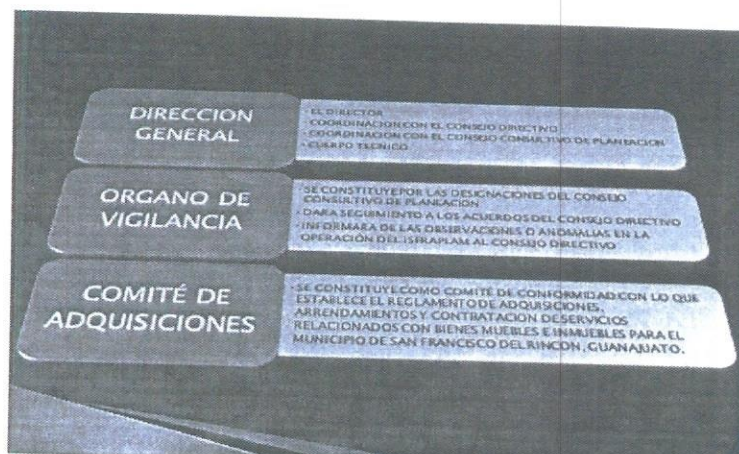 DIRECCION
GENERAL
· EL DIRECTOR
· COORDINACION CON EL CONSEJO DIRECTIVO
· COORDINACION CON EL CONSEJO CONSULTIVO DE PLANEACION
· CUERPO TECNICO
ORGANO DE
VIGILANCIA
· SE CONSTITUYE POR LAS DESIGNACIONES DEL CONSEJO
CONSULTIVO DE PLANEACION
· DARA SEGUIMIENTO A LOS ACUERDOS DEL CONSEJO DIRECTIVO
· INFORMARA DE LAS OBSERVACIONES O ANOMALIAS EN LA
OPERACIÓN DEL ISFRAPLAM AL CONSEJO DIRECTIVO
COMITÉ DE
ADQUISICIONES
· SE CONSTITUYE COMO COMITÉ DE CONFORMIDAD CON LO QUE
ESTABLECE EL REGLAMENTO DE ADQUISICIONES,
ARRENDAMIENTOS Y CONTRATACION DE SERVICIOS
RELACIONADOS CON BIENES MUEBLES E INMUEBLES PARA EL
MUNICIPIO DE SAN FRANCISCO DEL RINCON, GUANAJUATO.